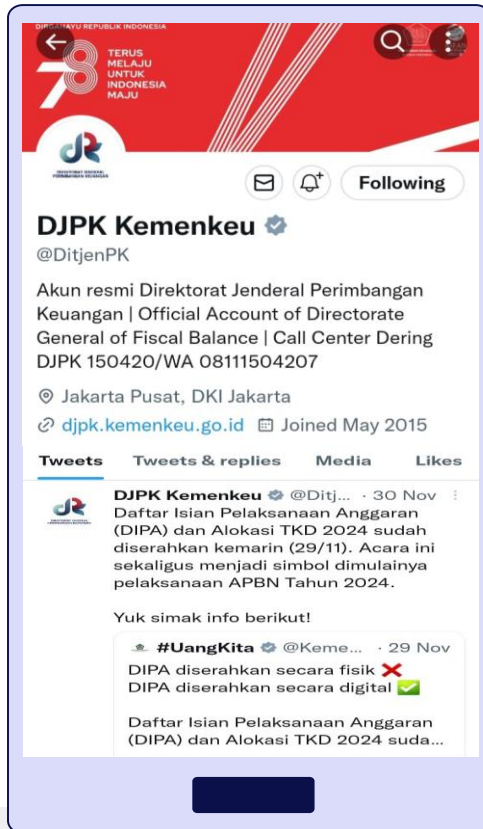 DIRGAHAYU REPUBLIK INDONESIA
78
TERUS
MELAJU
UNTUK
INDONESIA
MAJU
Following
DJPK Kemenkeu
@DitjenPK
Akun resmi Direktorat Jenderal Perimbangan
Keuangan | Official Account of Directorate
General of Fiscal Balance | Call Center Dering
DJPK 150420/WA 08111504207
Jakarta Pusat, DKI Jakarta
djpk.kemenkeu.go.id Joined May 2015
Tweets Tweets & replies Media Likes
DJPK Kemenkeu @Ditj... · 30 Nov
Daftar Isian Pelaksanaan Anggaran
(DIPA) dan Alokasi TKD 2024 sudah
diserahkan kemarin (29/11). Acara ini
sekaligus menjadi simbol dimulainya
pelaksanaan APBN Tahun 2024.
Yuk simak info berikut!
#UangKita @Keme... · 29 Nov
DIPA diserahkan secara fisik ❌
DIPA diserahkan secara digital ✅
Daftar Isian Pelaksanaan Anggaran
(DIPA) dan Alokasi TKD 2024 suda...